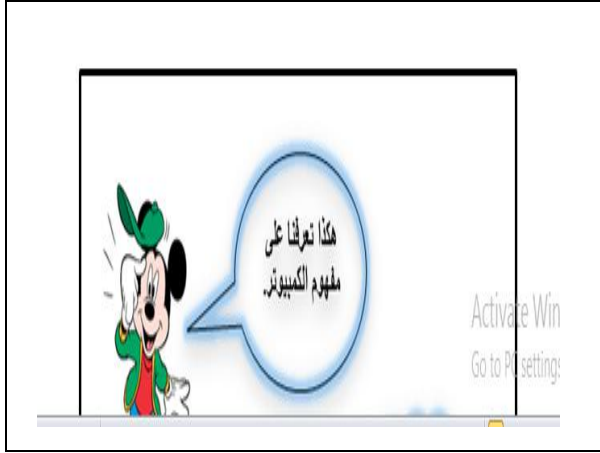 هكذا تعرفنا على
مفهوم الكمبيوتر.
Activate Win
Go to PC settings